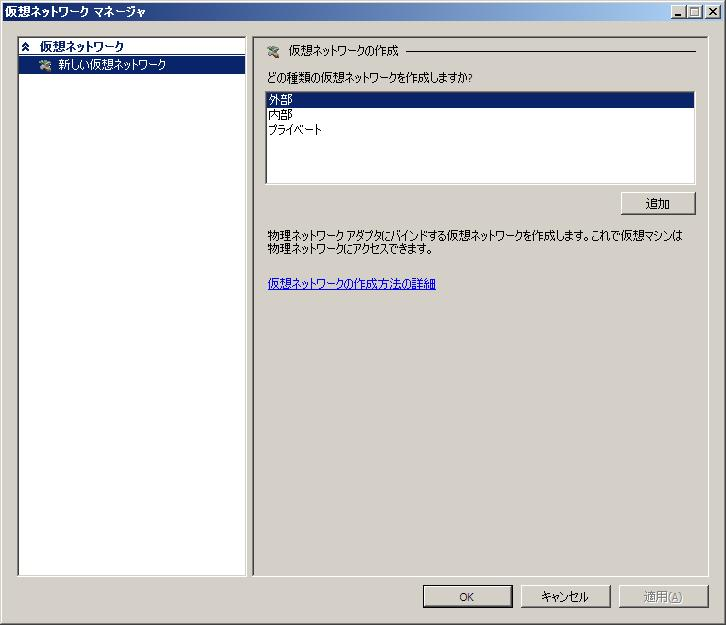 仮想ネットワーク マネージャ
仮想ネットワーク
新しい仮想ネットワーク
仮想ネットワークの作成
どの種類の仮想ネットワークを作成しますか?
外部
内部
プライベート
追加
物理ネットワーク アダプタにバインドする仮想ネットワークを作成します。これで仮想マシンは
物理ネットワークにアクセスできます。
仮想ネットワークの作成方法の詳細
OK
キャンセル
適用(A)